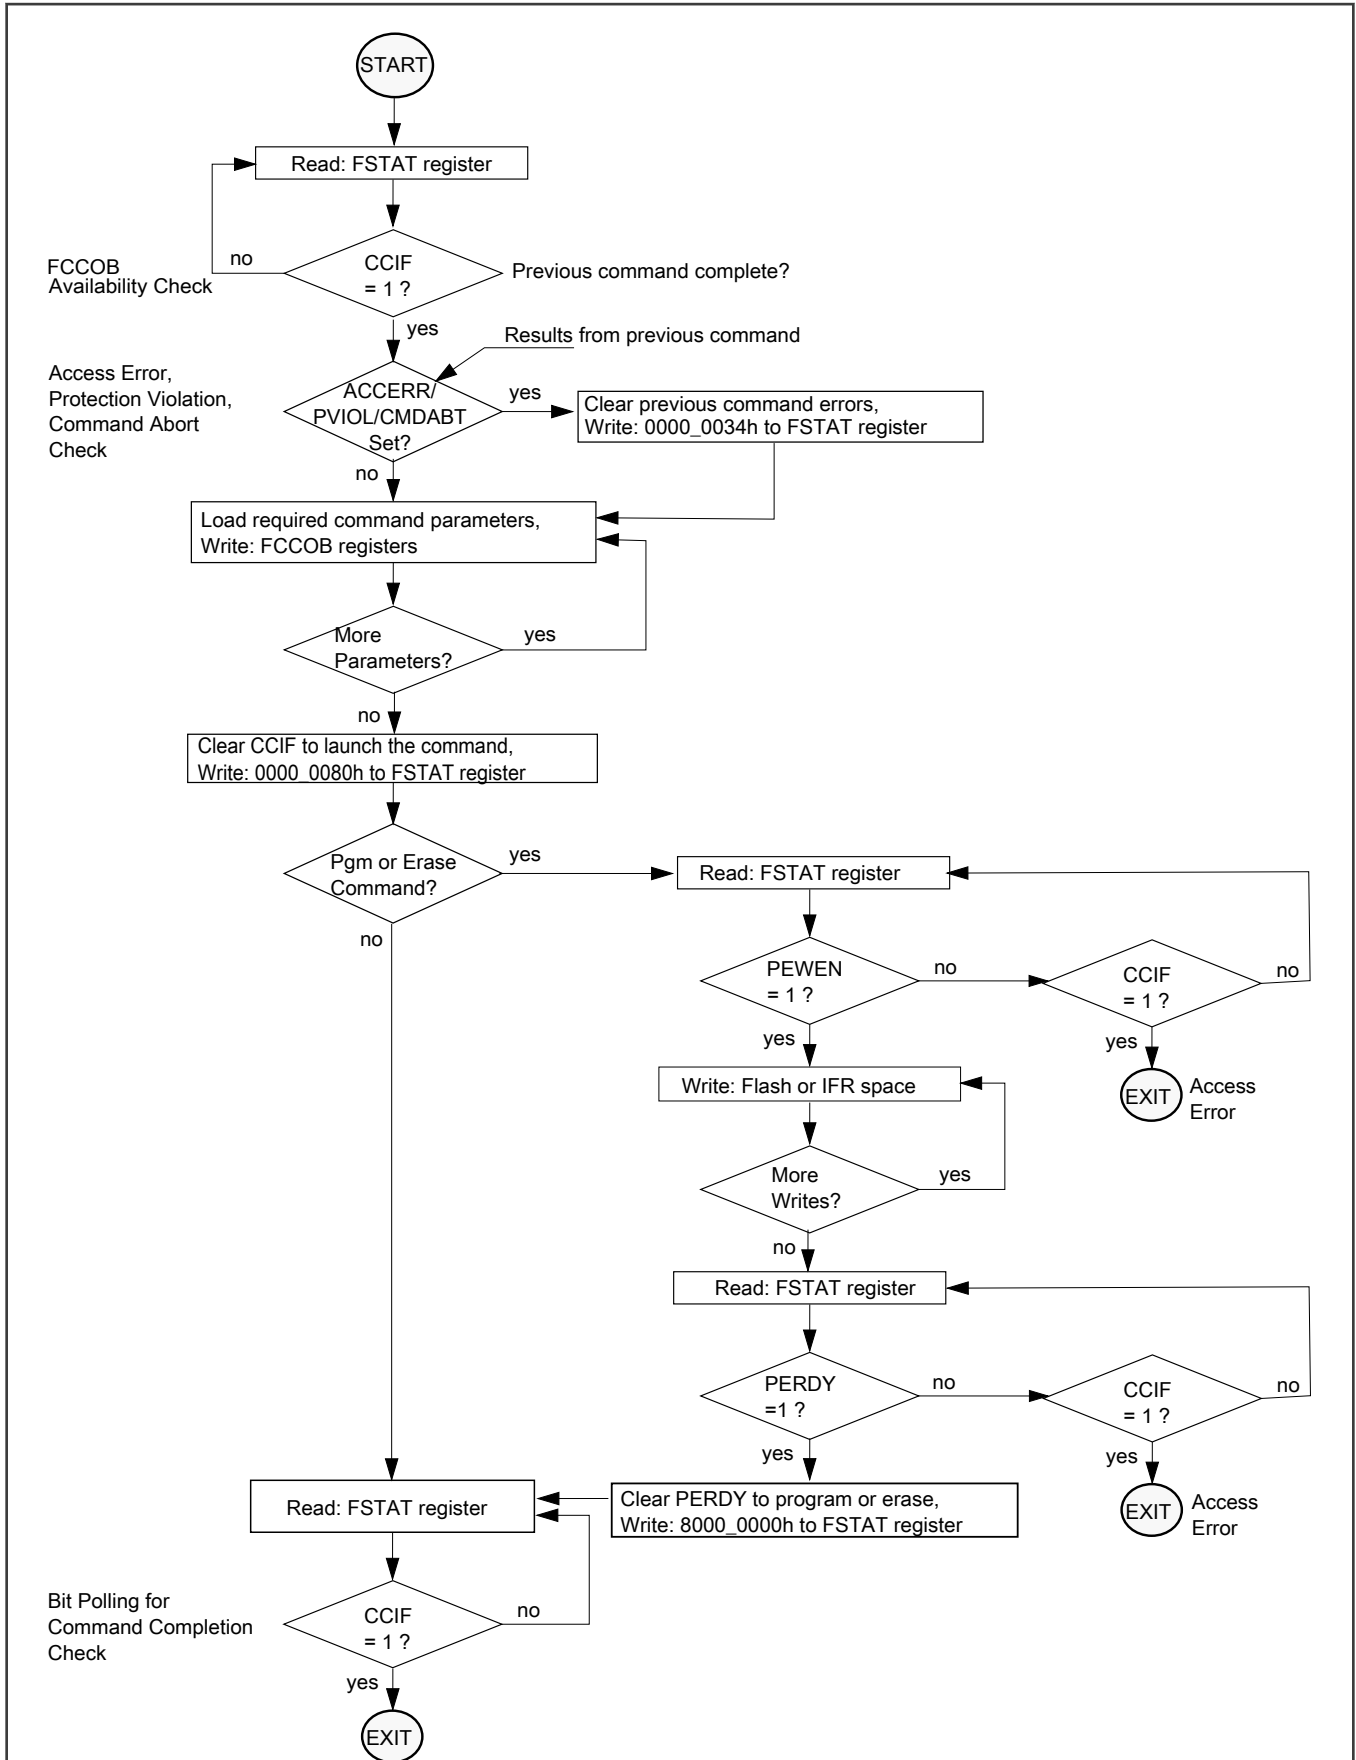 START
Read: FSTAT register
FCCOB
Availability Check
no
CCIF
= 1 ?
Previous command complete?
yes
Results from previous command
Access Error,
Protection Violation,
Command Abort
Check
ACCERR/
PVIOL/CMDABT
Set?
yes
Clear previous command errors,
Write: 0000_0034h to FSTAT register
no
Load required command parameters,
Write: FCCOB registers
More
Parameters?
yes
no
Clear CCIF to launch the command,
Write: 0000_0080h to FSTAT register
Pgm or Erase
Command?
yes
Read: FSTAT register
no
PEWEN
= 1 ?
no
CCIF
= 1 ?
no
yes
yes
Write: Flash or IFR space
EXIT
Access
Error
More
Writes?
yes
no
Read: FSTAT register
PERDY
=1 ?
no
CCIF
= 1 ?
no
yes
yes
Read: FSTAT register
Clear PERDY to program or erase,
Write: 8000_0000h to FSTAT register
EXIT
Access
Error
Bit Polling for
Command Completion
Check
CCIF
= 1 ?
no
yes
EXIT